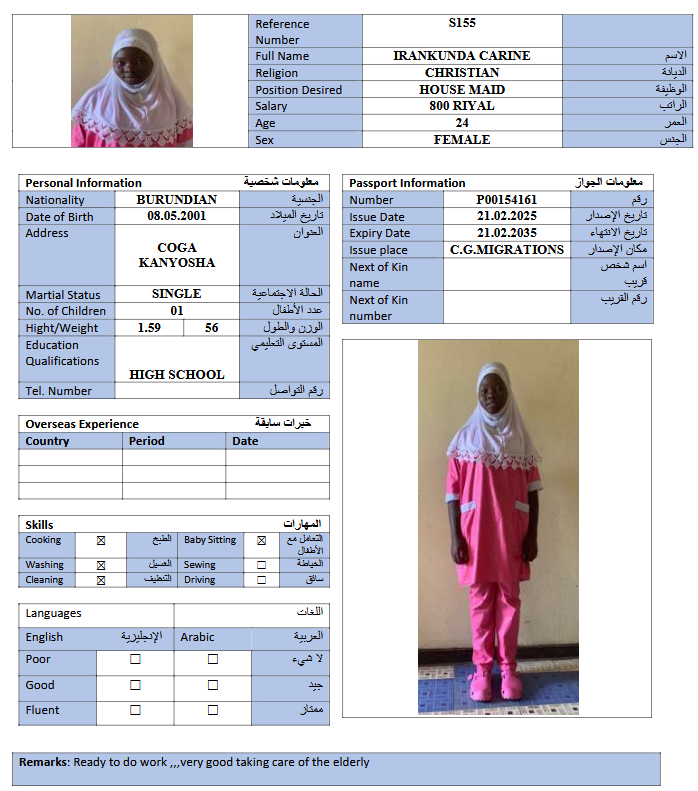 Reference Number S155
Full Name IRANKUNDA CARINE الاسم
Religion CHRISTIAN الديانة
Position Desired HOUSE MAID الوظيفة
Salary 800 RIYAL الراتب
Age 24 العمر
Sex FEMALE الجنس
Personal Information معلومات شخصية
Nationality BURUNDIAN الجنسية
Date of Birth 08.05.2001 تاريخ الميلاد
Address COGA KANYOSHA العنوان
Martial Status SINGLE الحالة الاجتماعية
No. of Children 01 عدد الأطفال
Hight/Weight 1.59 56 الوزن والطول
Education Qualifications HIGH SCHOOL المستوى التعليمي
Tel. Number رقم التواصل
Passport Information معلومات الجواز
Number P00154161 رقم
Issue Date 21.02.2025 تاريخ الإصدار
Expiry Date 21.02.2035 تاريخ الانتهاء
Issue place C.G.MIGRATIONS مكان الإصدار
Next of Kin name اسم شخص قريب
Next of Kin number رقم القريب
Overseas Experience خبرات سابقة
Country Period Date
Skills المهارات
Cooking ☒ الطبخ Baby Sitting ☒ التعامل مع الأطفال
Washing ☒ الغسيل Sewing ☐ الخياطة
Cleaning ☒ التنظيف Driving ☐ سائق
Languages اللغات
English الإنجليزية Arabic العربية
Poor ☐ ☐ لا شيء
Good ☐ ☐ جيد
Fluent ☐ ☐ ممتاز
Remarks: Ready to do work ,,,very good taking care of the elderly